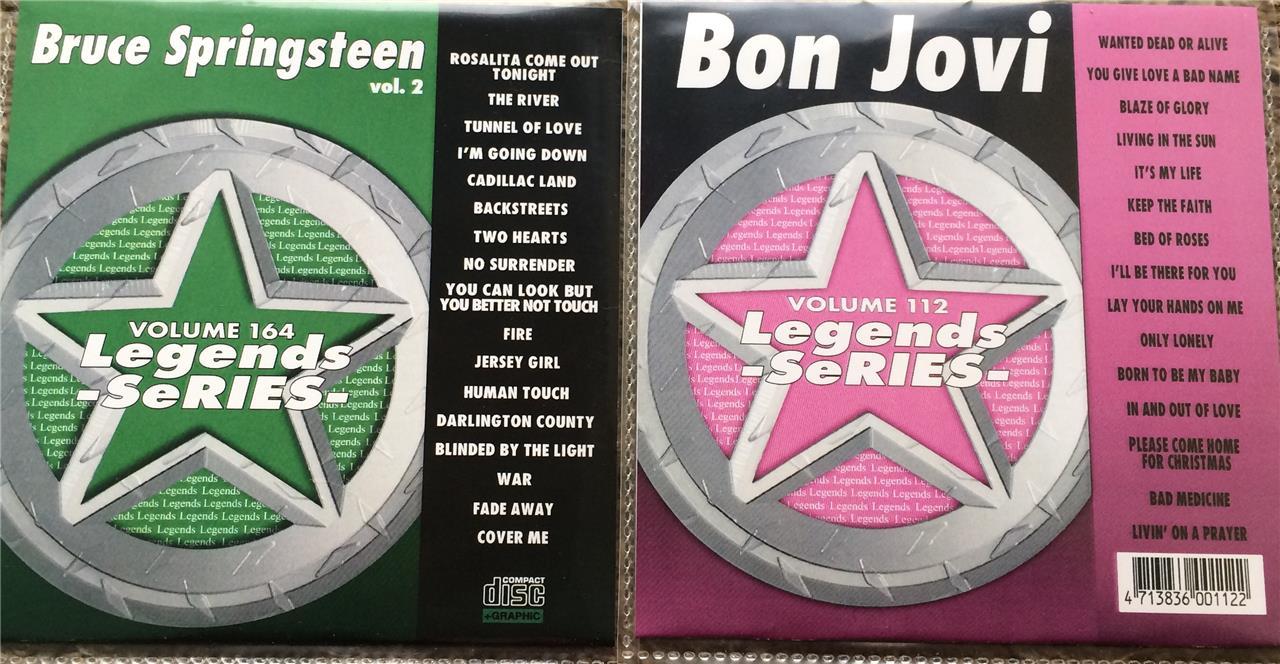 Bruce Springsteen
vol. 2
ROSALITA COME OUT
TONIGHT
THE RIVER
TUNNEL OF LOVE
I'M GOING DOWN
CADILLAC LAND
BACKSTREETS
TWO HEARTS
NO SURRENDER
YOU CAN LOOK BUT
YOU BETTER NOT TOUCH
FIRE
JERSEY GIRL
HUMAN TOUCH
DARLINGTON COUNTY
BLINDED BY THE LIGHT
WAR
FADE AWAY
COVER ME
VOLUME 164
Legends
-SeRIES-
COMPACT
disc
+GRAPHIC
Bon Jovi
WANTED DEAD OR ALIVE
YOU GIVE LOVE A BAD NAME
BLAZE OF GLORY
LIVING IN THE SUN
IT'S MY LIFE
KEEP THE FAITH
BED OF ROSES
I'LL BE THERE FOR YOU
LAY YOUR HANDS ON ME
ONLY LONELY
BORN TO BE MY BABY
IN AND OUT OF LOVE
PLEASE COME HOME
FOR CHRISTMAS
BAD MEDICINE
LIVIN' ON A PRAYER
VOLUME 112
Legends
-SeRIES-
4 713836 001122